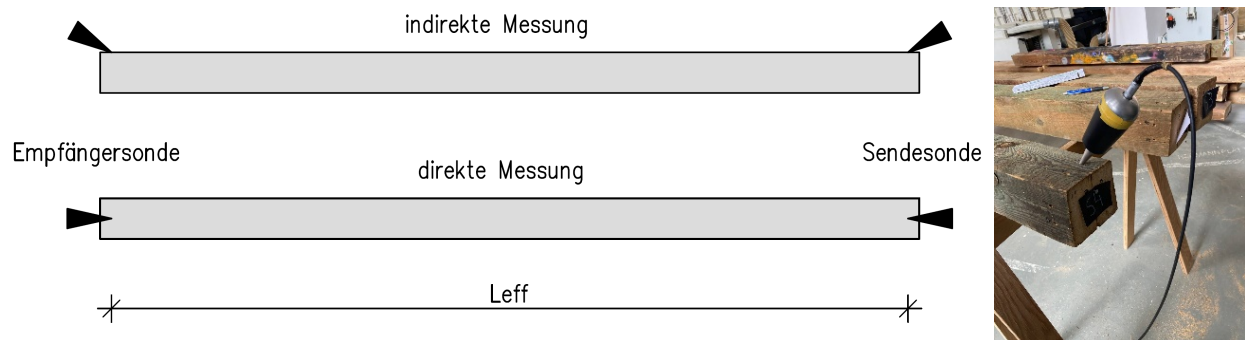 indirekte Messung
Empfängersonde
Sendesonde
direkte Messung
Leff